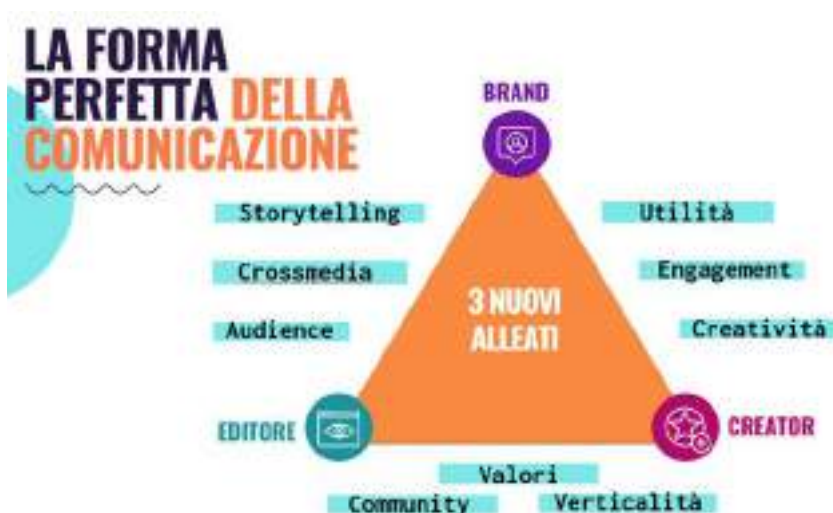 LA FORMA
PERFETTA DELLA
COMUNICAZIONE
BRAND
Storytelling
Utilità
Crossmedia
Engagement
3 NUOVI
ALLEATI
Audience
Creatività
EDITORE
CREATOR
Valori
Community
Verticalità